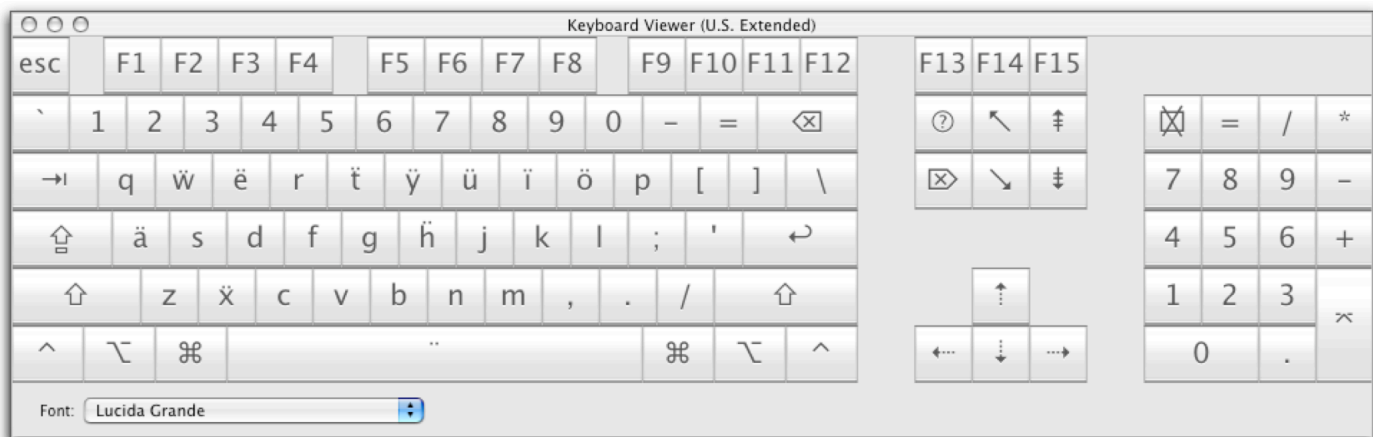 Keyboard Viewer (U.S. Extended)
esc F1 F2 F3 F4 F5 F6 F7 F8 F9 F10 F11 F12 F13 F14 F15
` 1 2 3 4 5 6 7 8 9 0 - = ⌫ ? ↖ ⇞ ⌧ = / *
⇥ q ẅ ë r ẗ ÿ ü ï ö p [ ] \ ⌦ ↘ ⇟ 7 8 9 -
⇪ ä s d f g ḧ j k l ; ' ↩ 4 5 6 +
⇧ z ẍ c v b n m , . / ⇧ ⇡ 1 2 3 ⌤
^ ⌥ ⌘ ¨ ⌘ ⌥ ^ ⇠ ⇣ ⇢ 0 .
Font: Lucida Grande